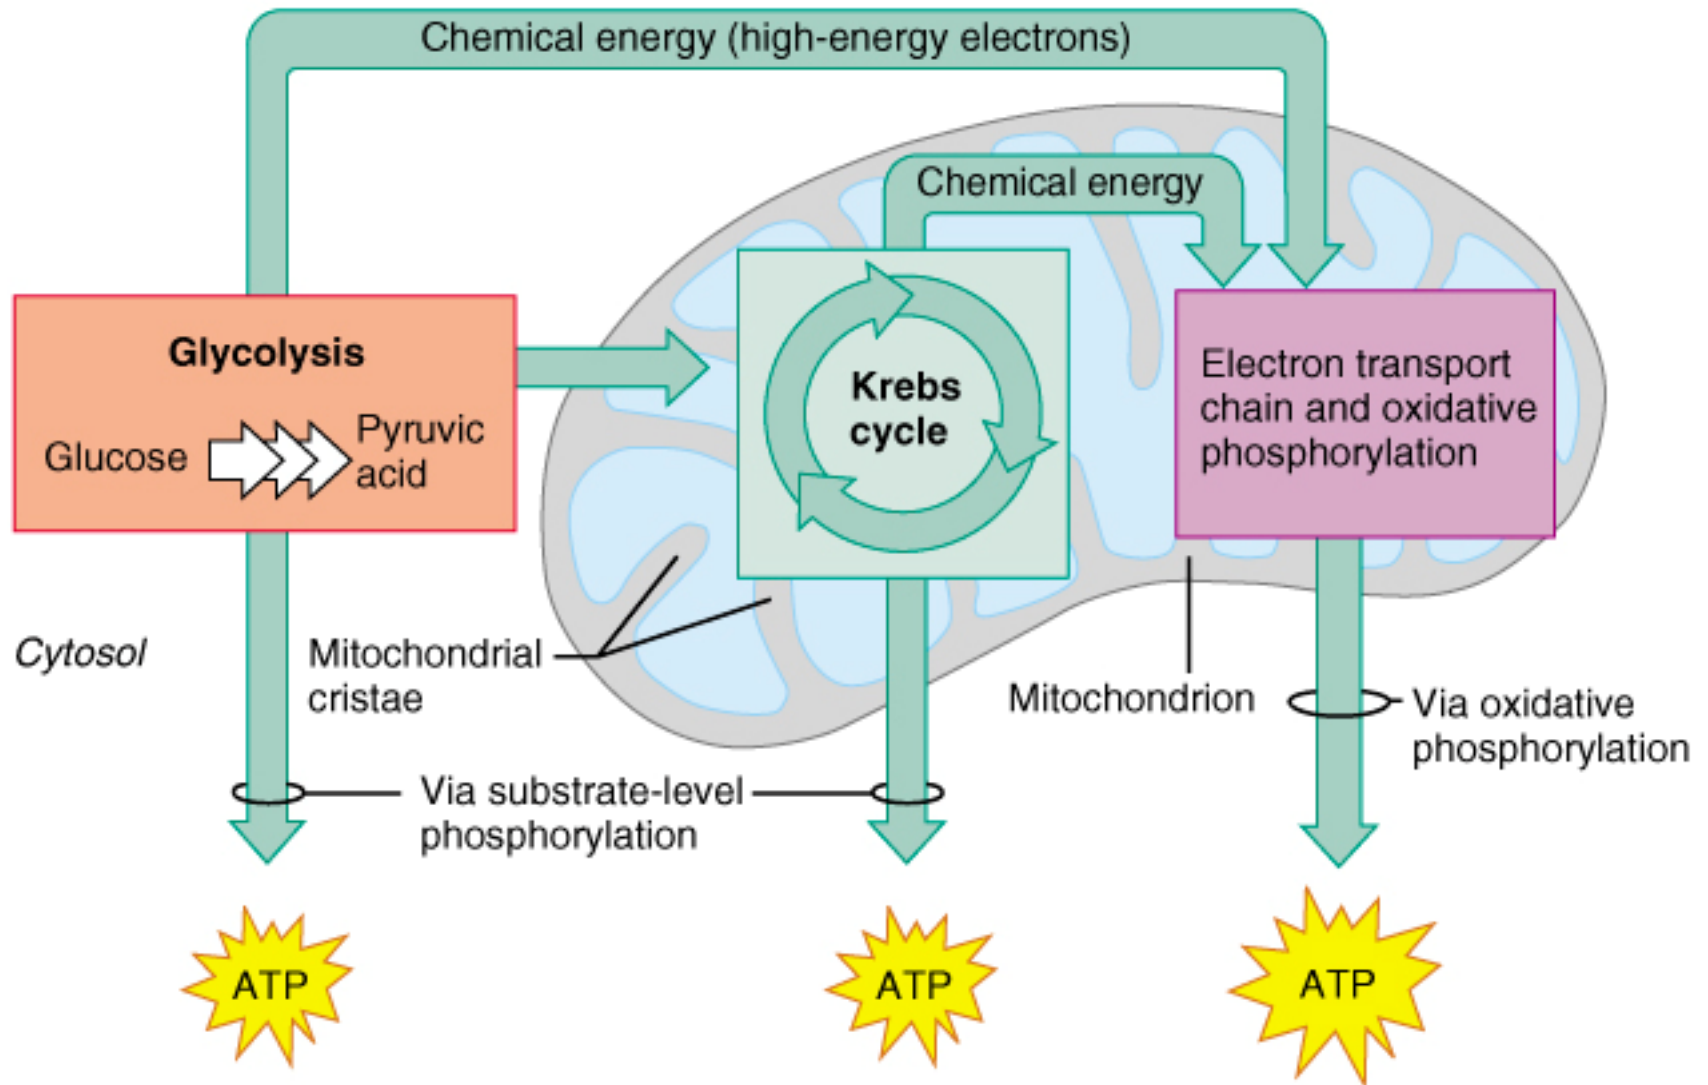 Chemical energy (high-energy electrons)
Chemical energy
Glycolysis
Glucose
Pyruvic
acid
Krebs
cycle
Electron transport
chain and oxidative
phosphorylation
Cytosol
Mitochondrial
cristae
Mitochondrion
Via oxidative
phosphorylation
Via substrate-level
phosphorylation
ATP
ATP
ATP